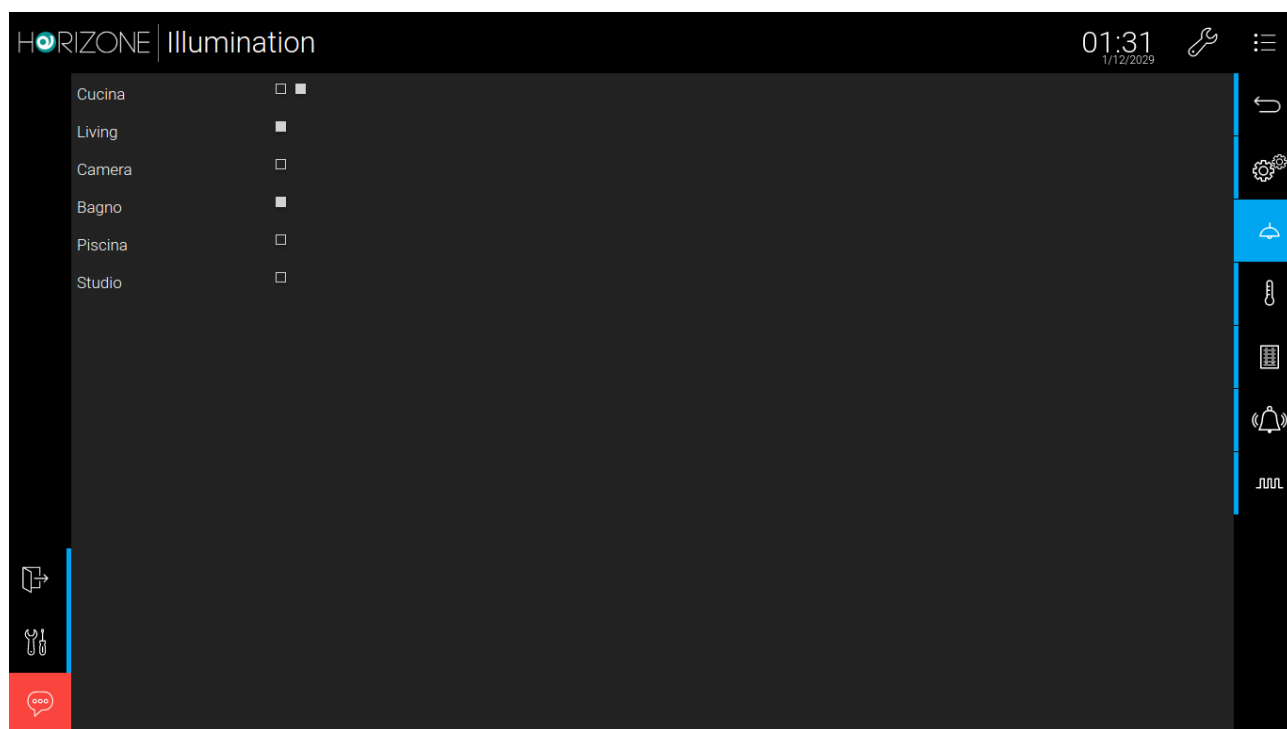 HORIZONE Illumination
01:31
1/12/2029
Cucina
Living
Camera
Bagno
Piscina
Studio